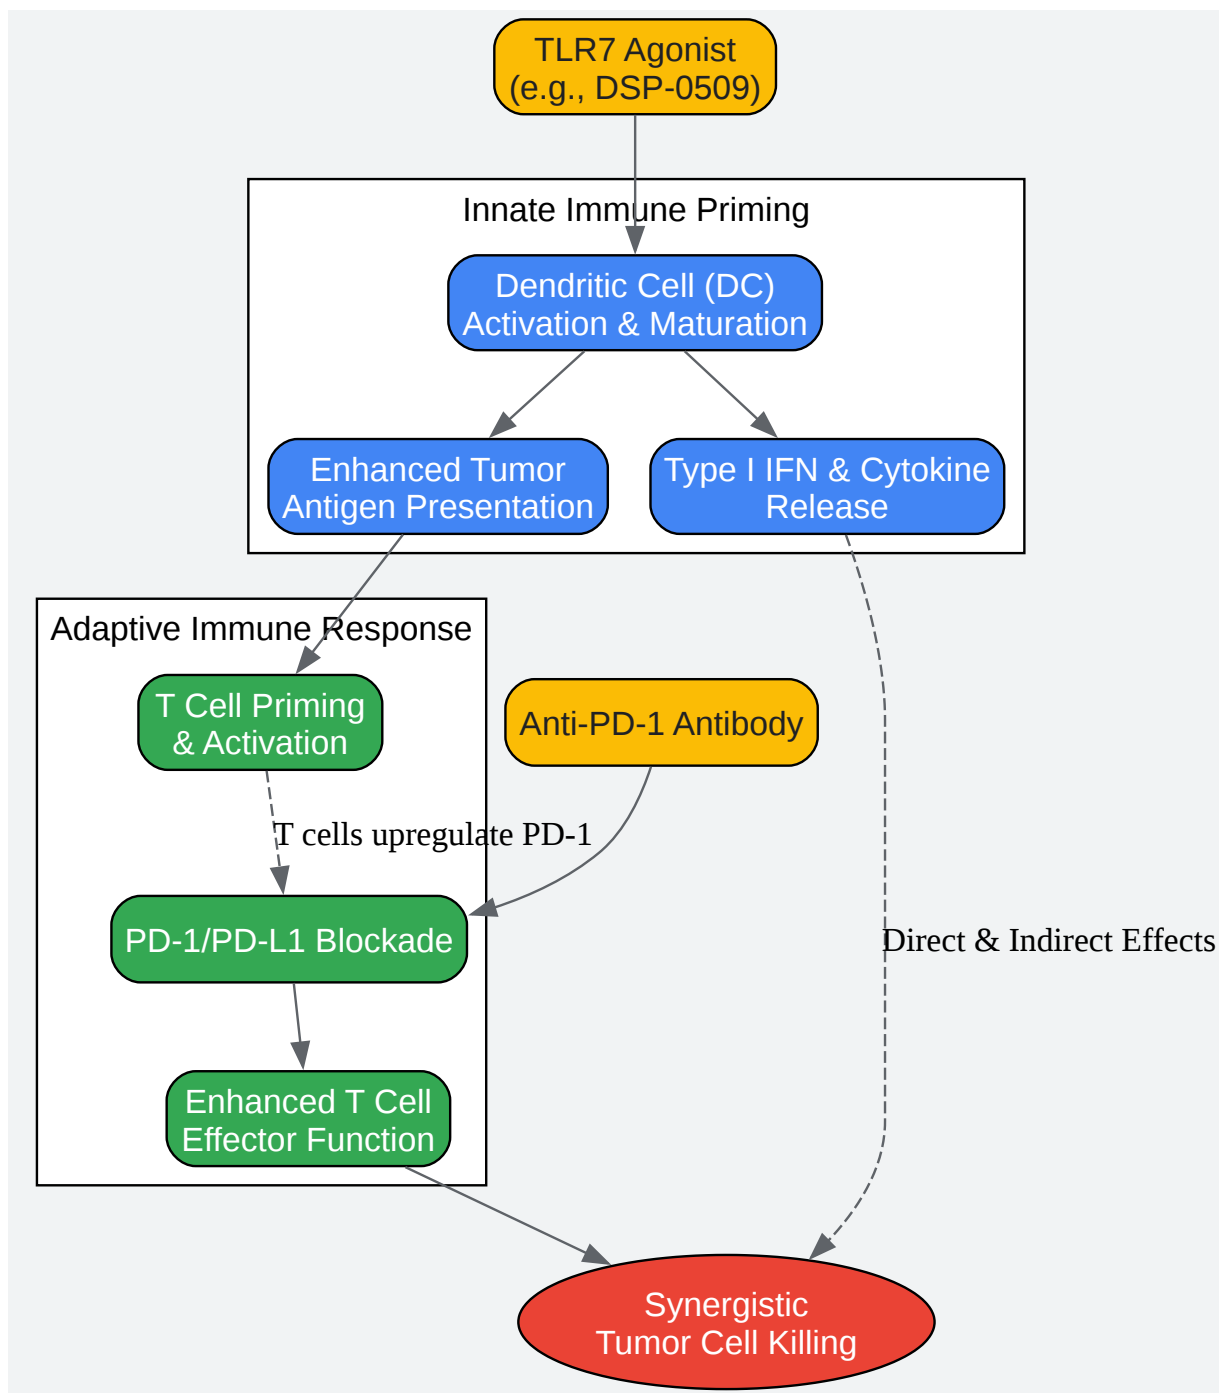 TLR7 Agonist
(e.g., DSP-0509)
Innate Immune Priming
Dendritic Cell (DC)
Activation & Maturation
Enhanced Tumor
Antigen Presentation
Type I IFN & Cytokine
Release
Adaptive Immune Response
T Cell Priming
& Activation
Anti-PD-1 Antibody
T cells upregulate PD-1
PD-1/PD-L1 Blockade
Direct & Indirect Effects
Enhanced T Cell
Effector Function
Synergistic
Tumor Cell Killing